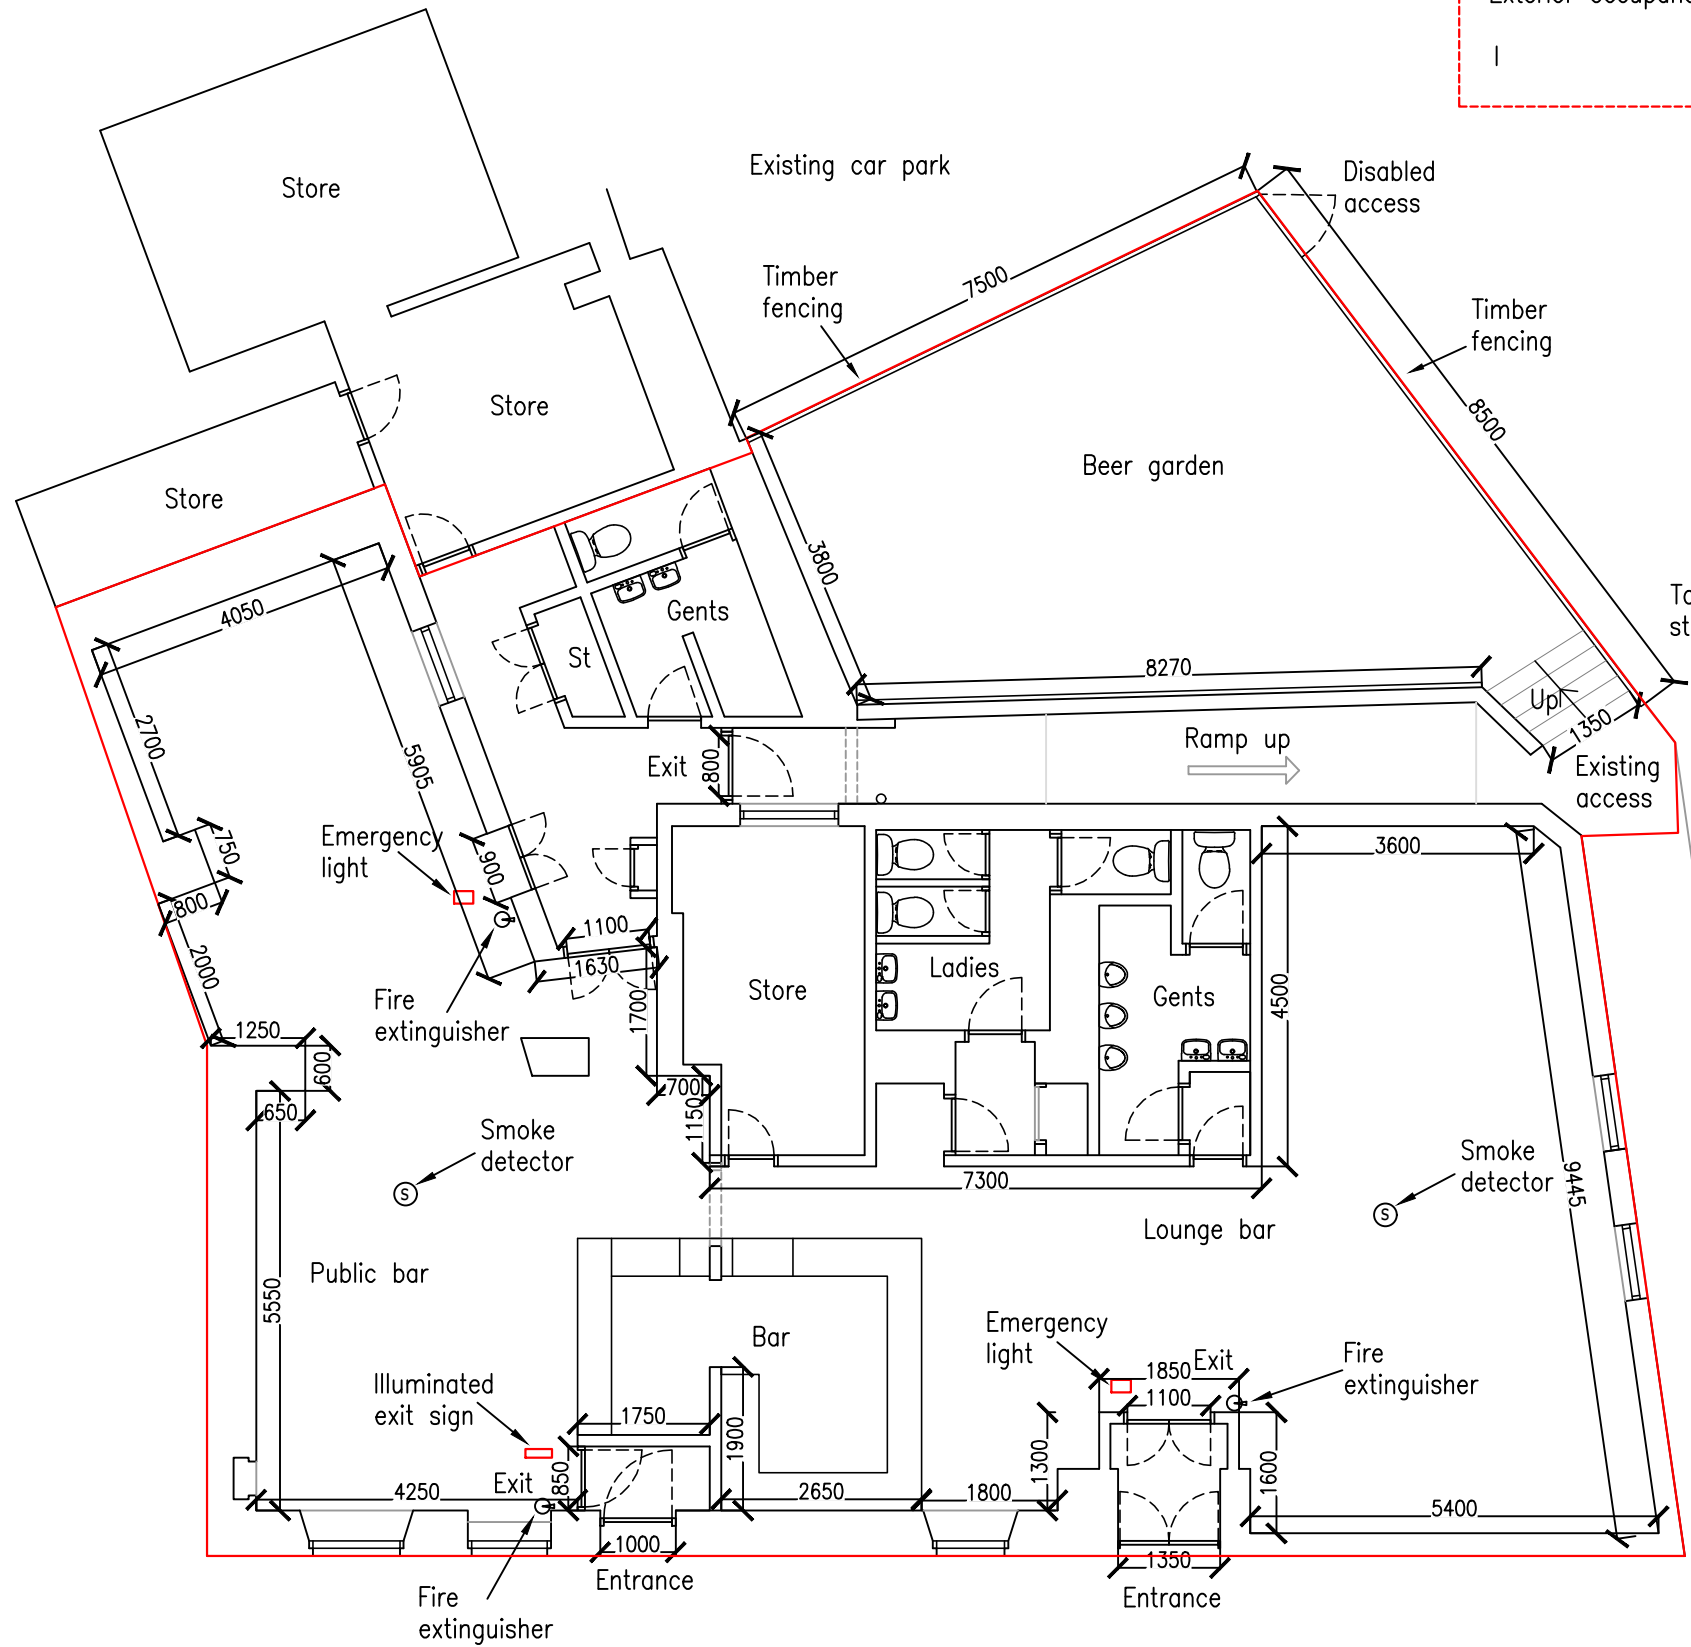 Existing car park
Disabled
access
Store
7500
Timber
fencing
Timber
fencing
Store
8500
Beer garden
Store
3800
4050
Gents
St
8270
Up
1350
2700
5905
Exit
800
Ramp up
Existing
access
750
Emergency
light
900
3600
800
1100
1630
2000
Ladies
Store
Gents
4500
Fire
extinguisher
1700
1250
600
700
650
1150
Smoke
detector
Smoke
detector
7300
9445
Lounge bar
Public bar
5550
Bar
Emergency
light
Exit
Fire
extinguisher
1850
1100
Illuminated
exit sign
1750
1900
1300
1600
Exit
850
4250
2650
1800
5400
1000
1350
Entrance
Entrance
Fire
extinguisher
S
S